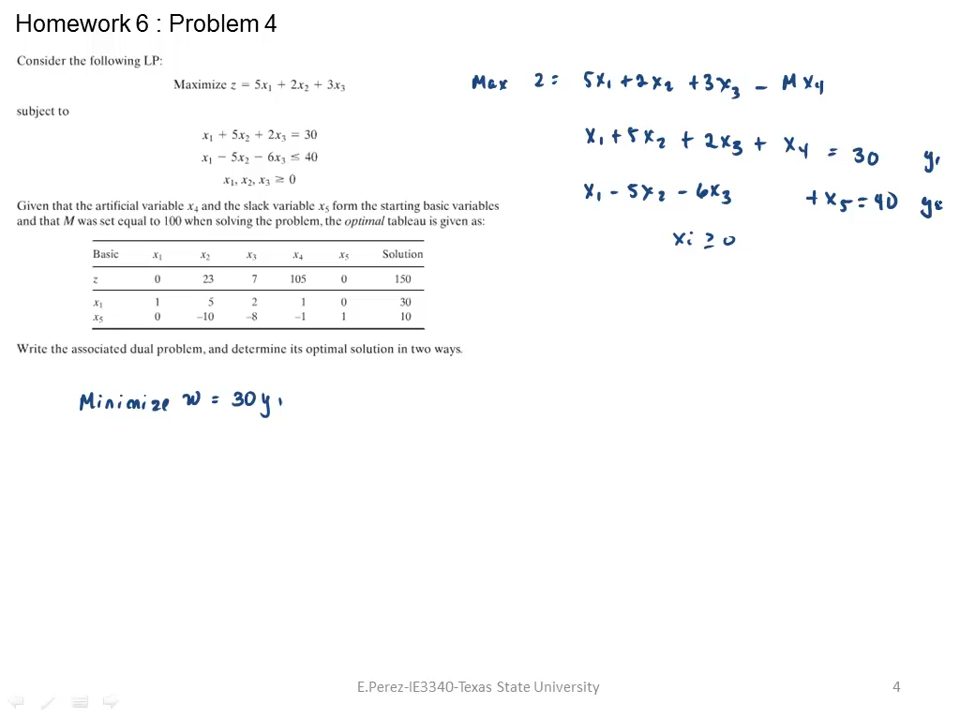 Homework 6 : Problem 4
Consider the following LP:
Maximize z = 5x₁ + 2x₂ + 3x₃
subject to
x₁ + 5x₂ + 2x₃ = 30
x₁ − 5x₂ − 6x₃ ≤ 40
x₁, x₂, x₃ ≥ 0
Given that the artificial variable x₄ and the slack variable x₅ form the starting basic variables
and that M was set equal to 100 when solving the problem, the optimal tableau is given as:
Basic x₁ x₂ x₃ x₄ x₅ Solution
z 0 23 7 105 0 150
x₁ 1 5 2 1 0 30
x₅ 0 −10 −8 −1 1 10
Write the associated dual problem, and determine its optimal solution in two ways.
Minimize w = 30y₁
Max z = 5x₁ + 2x₂ + 3x₃ − Mx₄
x₁ + 5x₂ + 2x₃ + x₄ = 30 y₁
x₁ − 5x₂ − 6x₃ + x₅ = 40 y₂
xi ≥ 0
E.Perez-IE3340-Texas State University
4